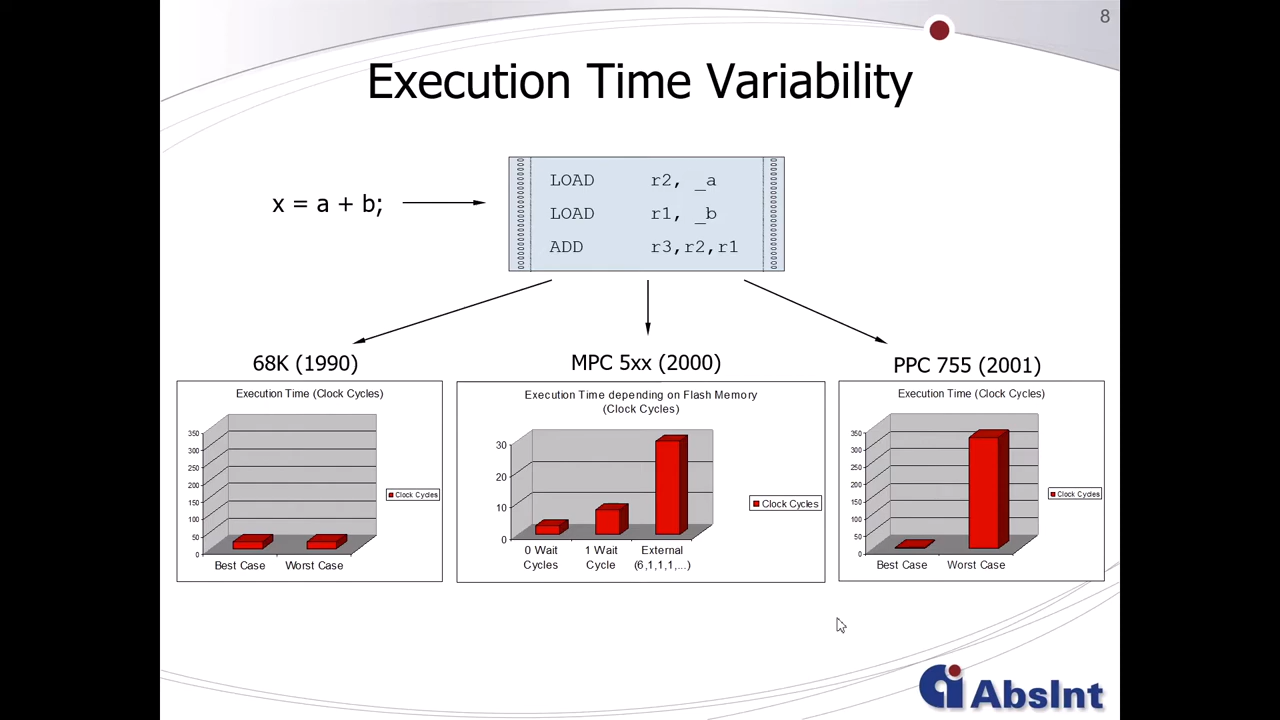 8
Execution Time Variability
x = a + b;
LOAD r2, _a
LOAD r1, _b
ADD r3,r2,r1
68K (1990)
Execution Time (Clock Cycles)
350
300
250
200
150
100
50
0
Best Case Worst Case
Clock Cycles
MPC 5xx (2000)
Execution Time depending on Flash Memory
(Clock Cycles)
30
20
10
0
0 Wait
Cycles
1 Wait
Cycle
External
(6,1,1,1,...)
Clock Cycles
PPC 755 (2001)
Execution Time (Clock Cycles)
350
300
250
200
150
100
50
0
Best Case Worst Case
Clock Cycles
AbsInt